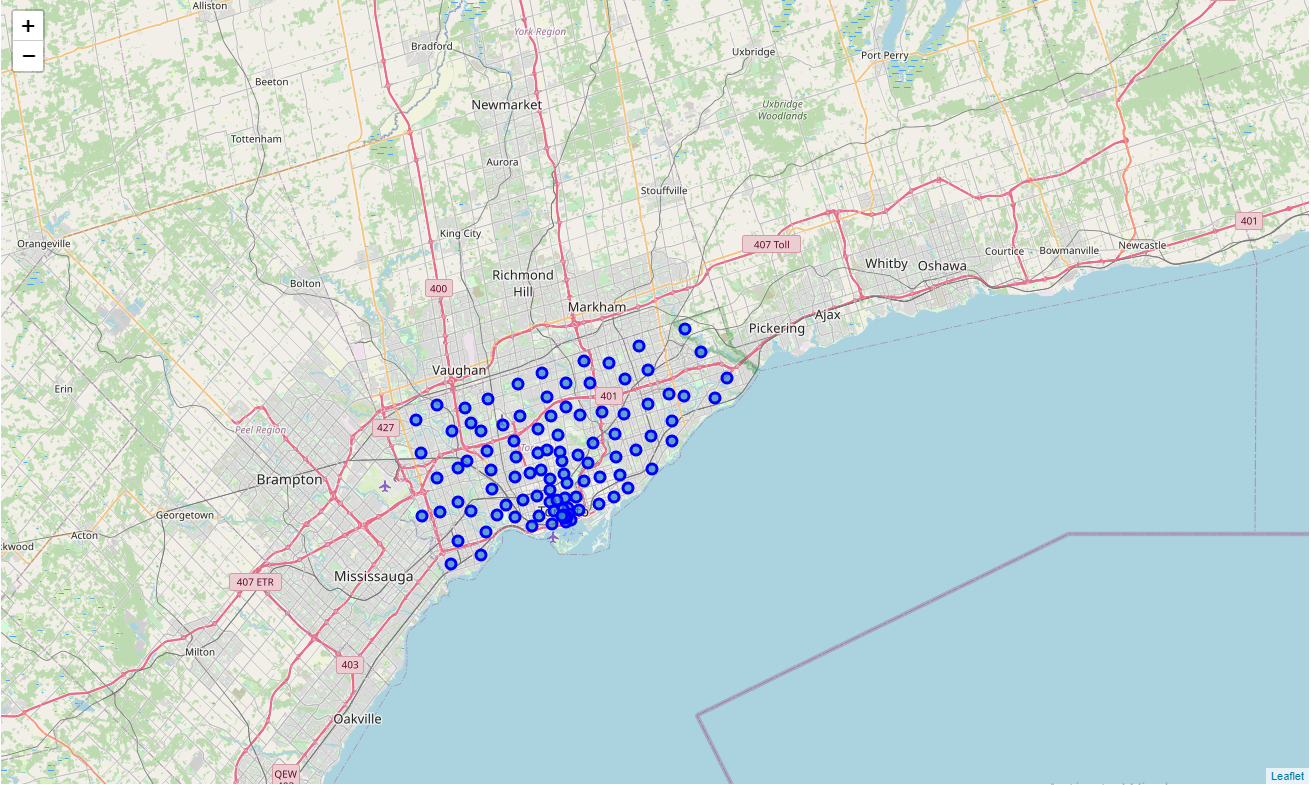 Alliston
+
−
Bradford
York Region
Uxbridge
Port Perry
Beeton
Newmarket
Uxbridge
Woodlands
Tottenham
Aurora
Stouffville
401
King City
Orangeville
407 Toll
Courtice
Bowmanville
Newcastle
Whitby
Oshawa
Richmond
Hill
Bolton
400
Markham
Ajax
Pickering
Vaughan
Erin
401
Peel Region
427
Brampton
Georgetown
Acton
Mississauga
407 ETR
Milton
403
Oakville
QEW
Leaflet